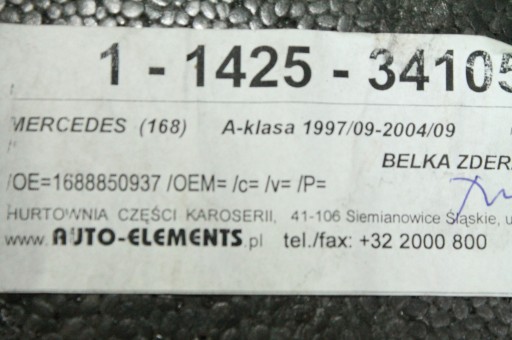 1 - 1425 - 34105
MERCEDES (168) A-klasa 1997/09-2004/09
BELKA ZDER
/OE=1688850937 /OEM= /c= /v= /P=
HURTOWNIA CZĘŚCI KAROSERII, 41-106 Siemianowice Śląskie, u
www.AUTO-ELEMENTS.pl tel./fax: +32 2000 800